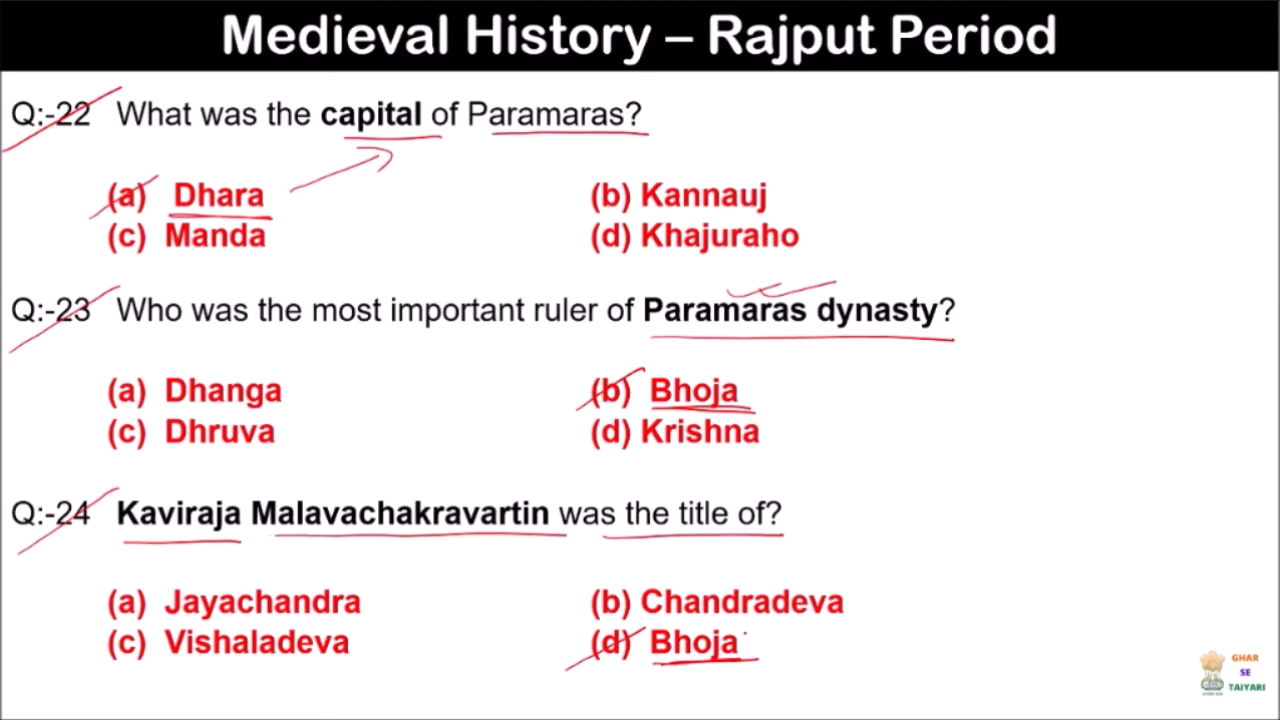 Medieval History – Rajput Period
Q:-22 What was the capital of Paramaras?
(a) Dhara (b) Kannauj
(c) Manda (d) Khajuraho
Q:-23 Who was the most important ruler of Paramaras dynasty?
(a) Dhanga (b) Bhoja
(c) Dhruva (d) Krishna
Q:-24 Kaviraja Malavachakravartin was the title of?
(a) Jayachandra (b) Chandradeva
(c) Vishaladeva (d) Bhoja
GHAR
SE
TAIYARI